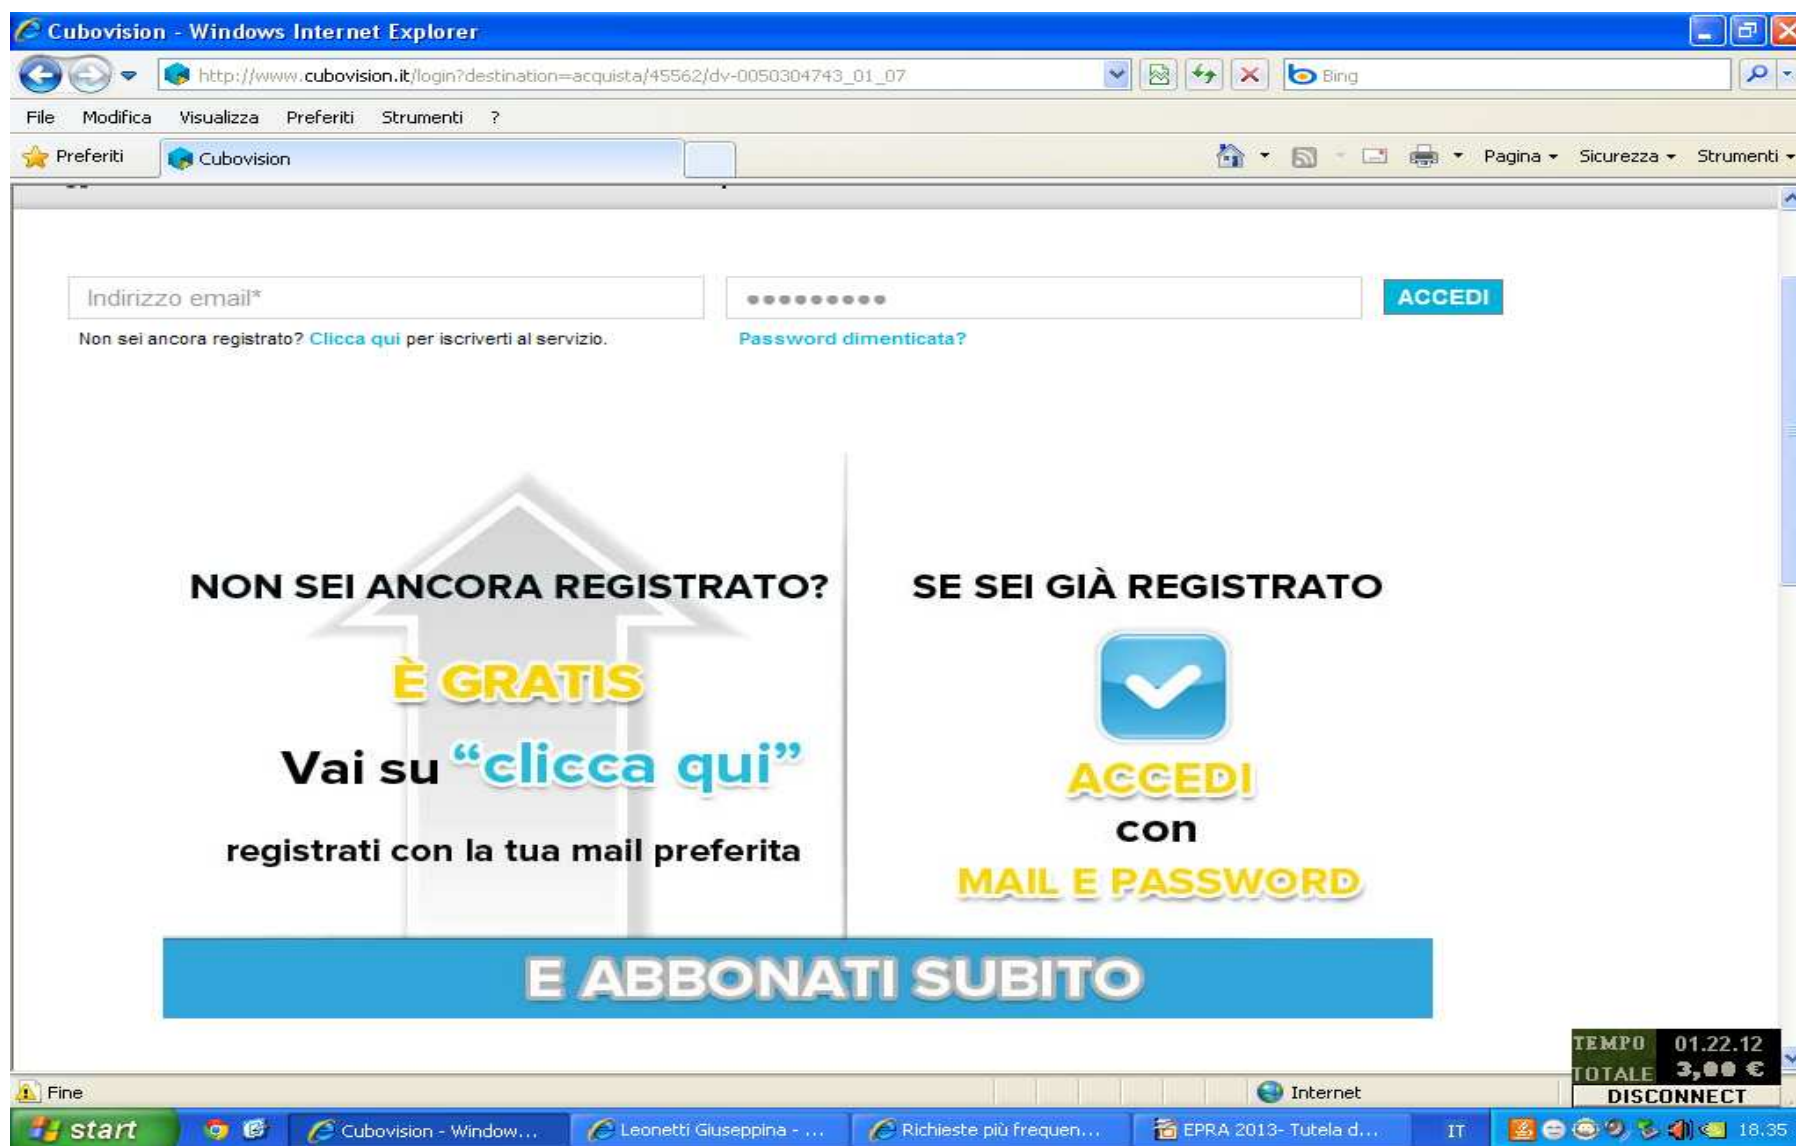 Cubovision - Windows Internet Explorer
http://www.cubovision.it/login?destination=acquista/45562/dv-0050304743_01_07
Bing
File Modifica Visualizza Preferiti Strumenti ?
Preferiti Cubovision Pagina Sicurezza Strumenti
Indirizzo email* ACCEDI
Non sei ancora registrato? Clicca qui per iscriverti al servizio. Password dimenticata?
NON SEI ANCORA REGISTRATO?
È GRATIS
Vai su “clicca qui”
registrati con la tua mail preferita
SE SEI GIÀ REGISTRATO
ACCEDI
con
MAIL E PASSWORD
E ABBONATI SUBITO
TEMPO 01.22.12
TOTALE 3,00 €
DISCONNECT
Fine Internet
start Cubovision - Window... Leonetti Giuseppina - ... Richieste più frequen... EPRA 2013- Tutela d... IT 18.35